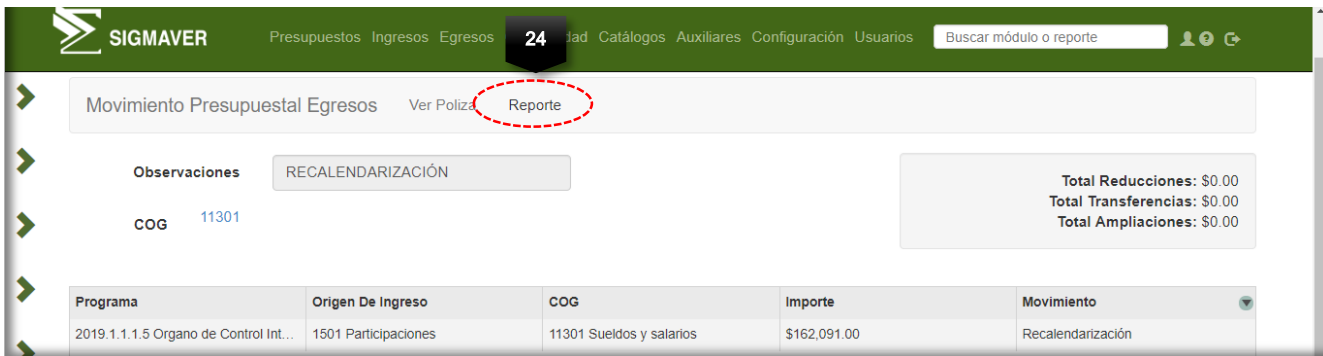 SIGMAVER Presupuestos Ingresos Egresos 24 dad Catálogos Auxiliares Configuración Usuarios Buscar módulo o reporte
Movimiento Presupuestal Egresos Ver Poliza Reporte
Observaciones RECALENDARIZACIÓN
Total Reducciones: $0.00
Total Transferencias: $0.00
COG 11301
Total Ampliaciones: $0.00
Programa Origen De Ingreso COG Importe Movimiento
2019.1.1.1.5 Organo de Control Int... 1501 Participaciones 11301 Sueldos y salarios $162,091.00 Recalendarización